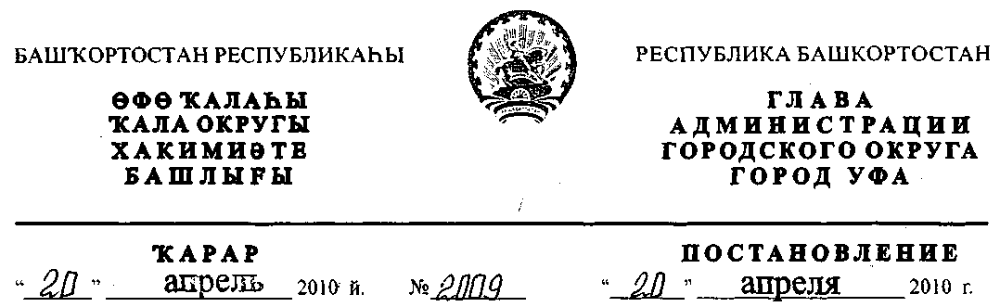 БАШҠОРТОСТАН РЕСПУБЛИКАҺЫ
ӨФӨ ҠАЛАҺЫ
ҠАЛА ОКРУГЫ
ХАКИМИӘТЕ
БАШЛЫҒЫ
РЕСПУБЛИКА БАШКОРТОСТАН
ГЛАВА
АДМИНИСТРАЦИИ
ГОРОДСКОГО ОКРУГА
ГОРОД УФА
ҠАРАР
ПОСТАНОВЛЕНИЕ
“ 20 ” апрель 2010 й. № 2009 “ 20 ” апреля 2010 г.